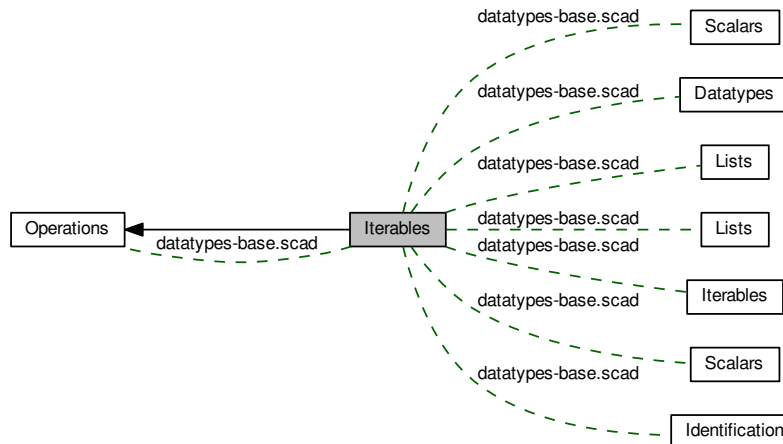 datatypes-base.scad
Scalars
datatypes-base.scad
Datatypes
datatypes-base.scad
Lists
Operations
datatypes-base.scad
Iterables
datatypes-base.scad
Lists
datatypes-base.scad
Iterables
datatypes-base.scad
Scalars
datatypes-base.scad
Identification